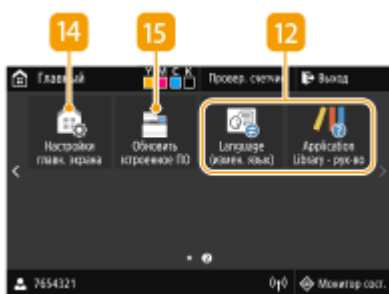 14 15 12
Главный Y M C K Провер. счетчик Выход
Настройки главн. экрана
Обновить встроенное ПО
Language (измен. язык)
Application Library - рук-во
7654321 Монитор сост.